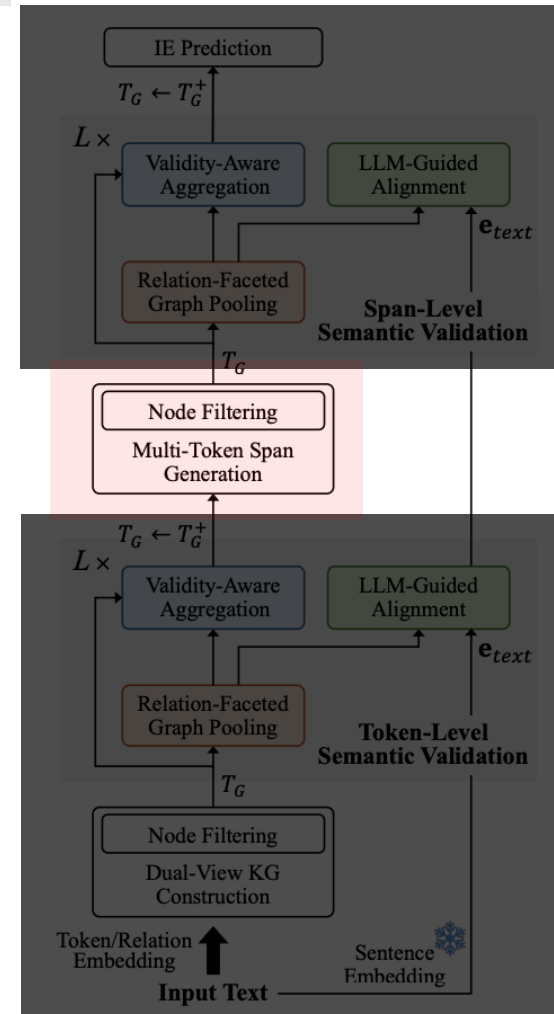 IE Prediction
T_G ← T_G^+
L ×
Validity-Aware
Aggregation
LLM-Guided
Alignment
e_text
Relation-Faceted
Graph Pooling
Span-Level
Semantic Validation
T_G
Node Filtering
Multi-Token Span
Generation
T_G ← T_G^+
L ×
Validity-Aware
Aggregation
LLM-Guided
Alignment
e_text
Relation-Faceted
Graph Pooling
Token-Level
Semantic Validation
T_G
Node Filtering
Dual-View KG
Construction
Token/Relation
Embedding
Sentence
Embedding
Input Text